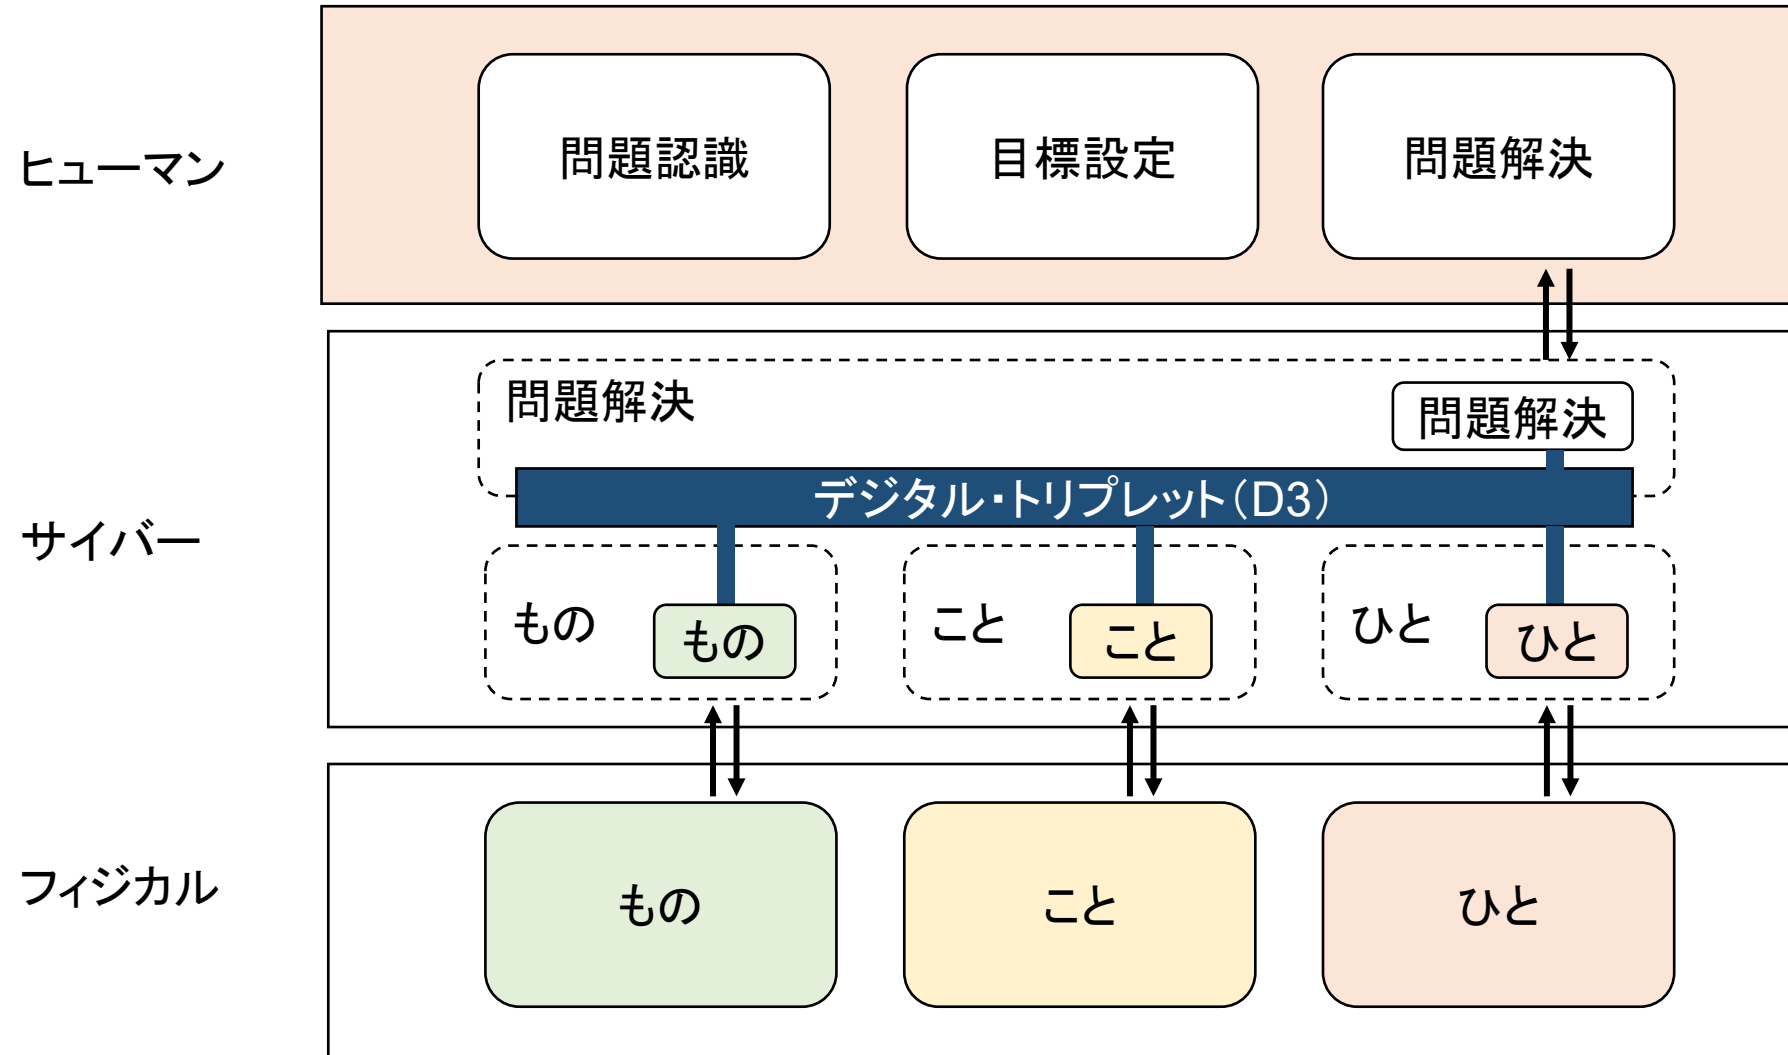 ヒューマン
問題認識
目標設定
問題解決
サイバー
問題解決
問題解決
デジタル・トリプレット（D3）
もの
もの
こと
こと
ひと
ひと
フィジカル
もの
こと
ひと